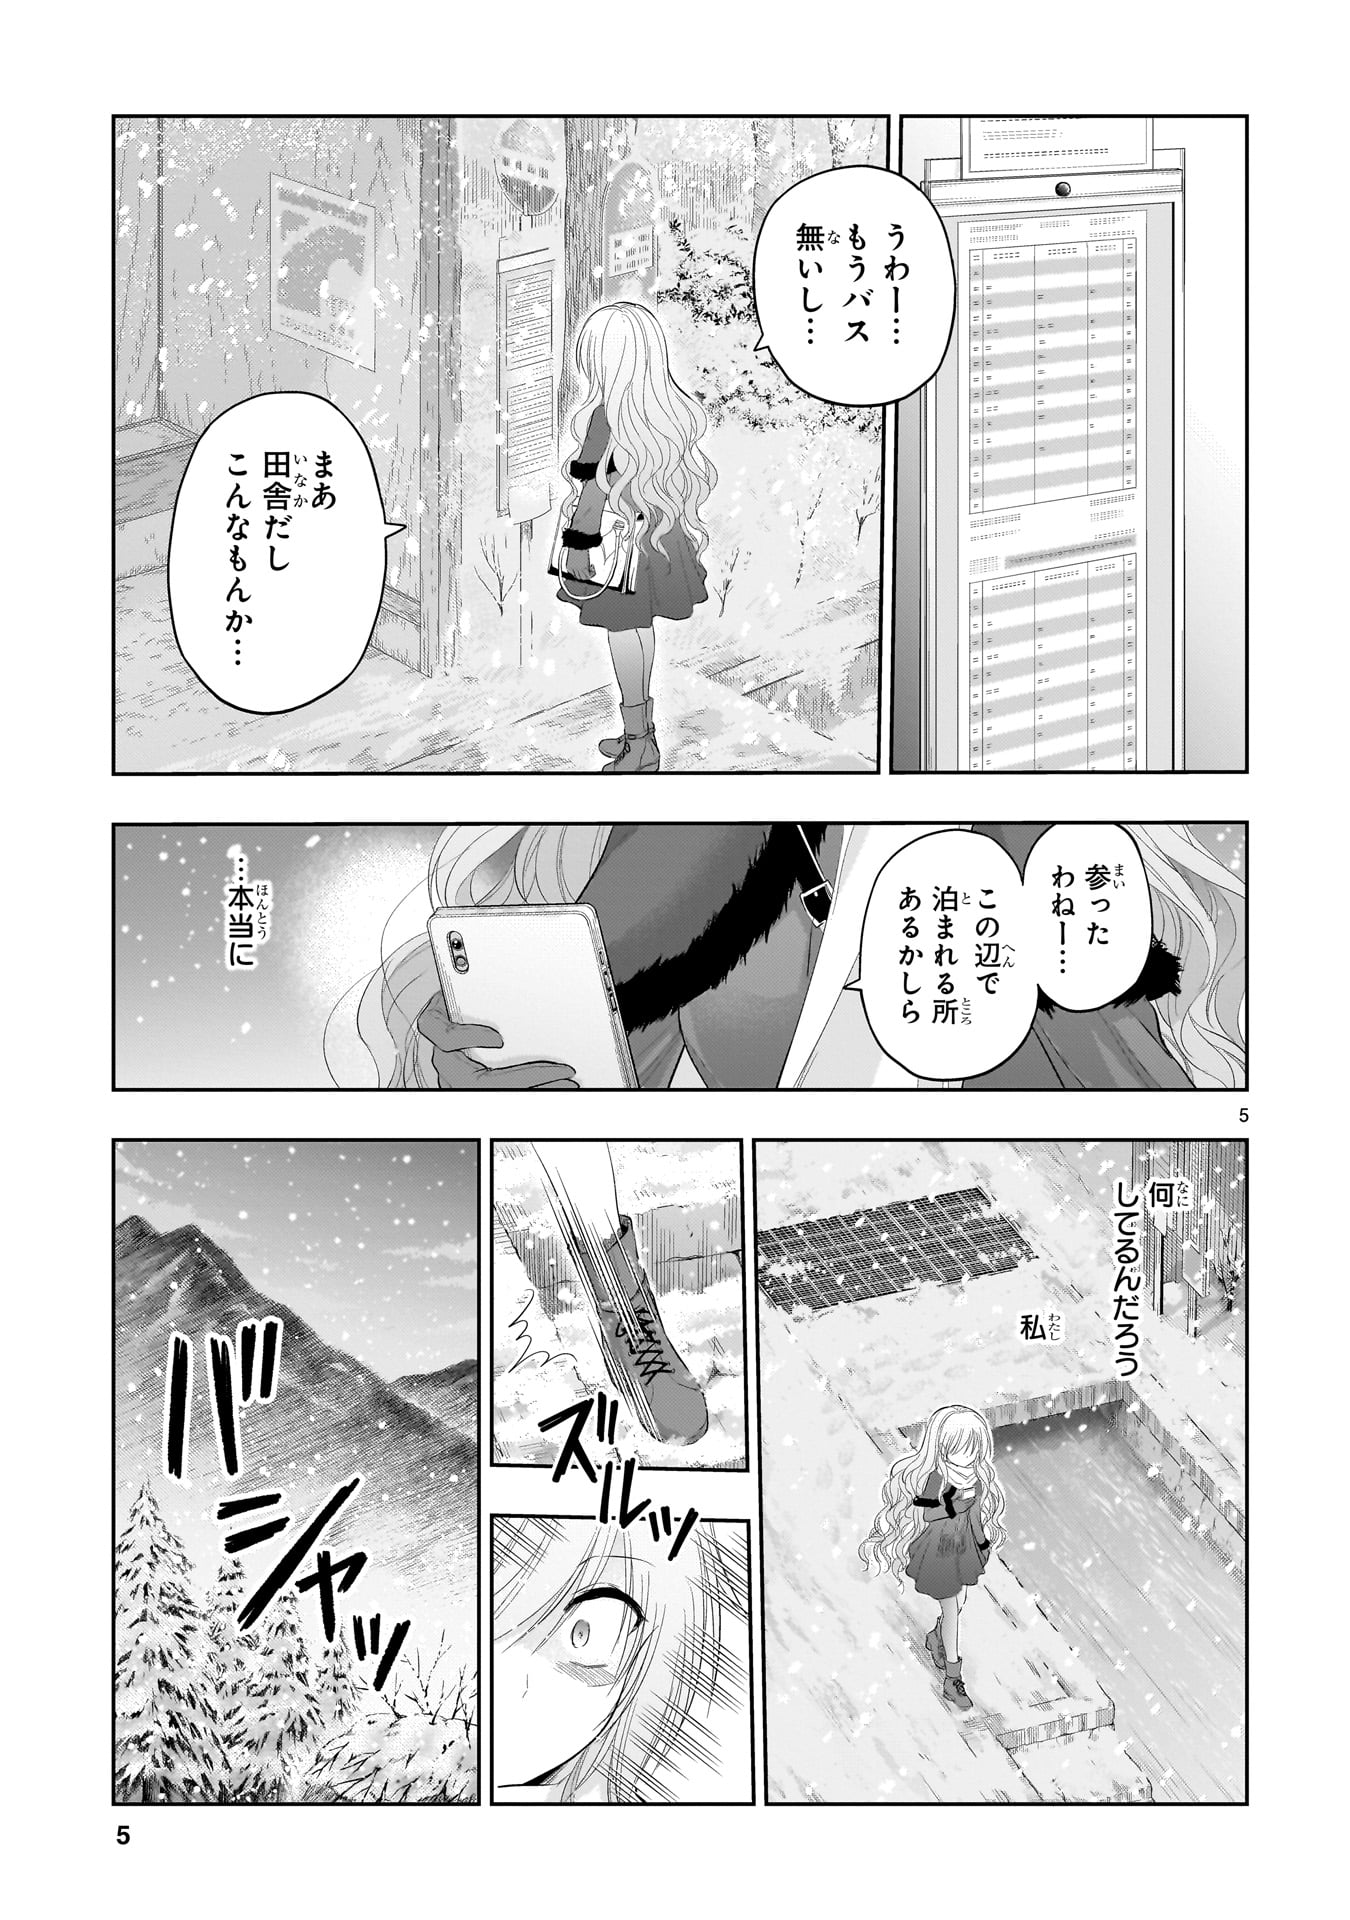 うわー…
もうバス
無いし…
まあ
田舎だし
こんなもんか…
参った
わねー…
この辺で
泊まれる所
あるかしら
…本当に
5
何
してるんだろう
私
ズルッ
バシャッ
5